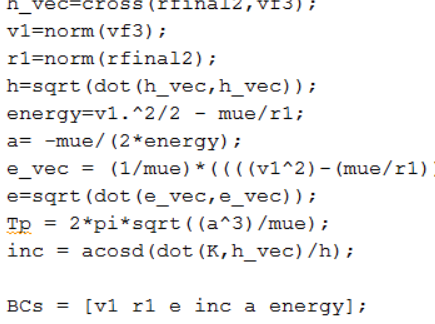 h_vec=cross(rfinal2,vf3);
v1=norm(vf3);
r1=norm(rfinal2);
h=sqrt(dot(h_vec,h_vec));
energy=v1.^2/2 - mue/r1;
a= -mue/(2*energy);
e_vec = (1/mue)*((((v1^2)-(mue/r1)
e=sqrt(dot(e_vec,e_vec));
Tp = 2*pi*sqrt((a^3)/mue);
inc = acosd(dot(K,h_vec)/h);
BCs = [v1 r1 e inc a energy];